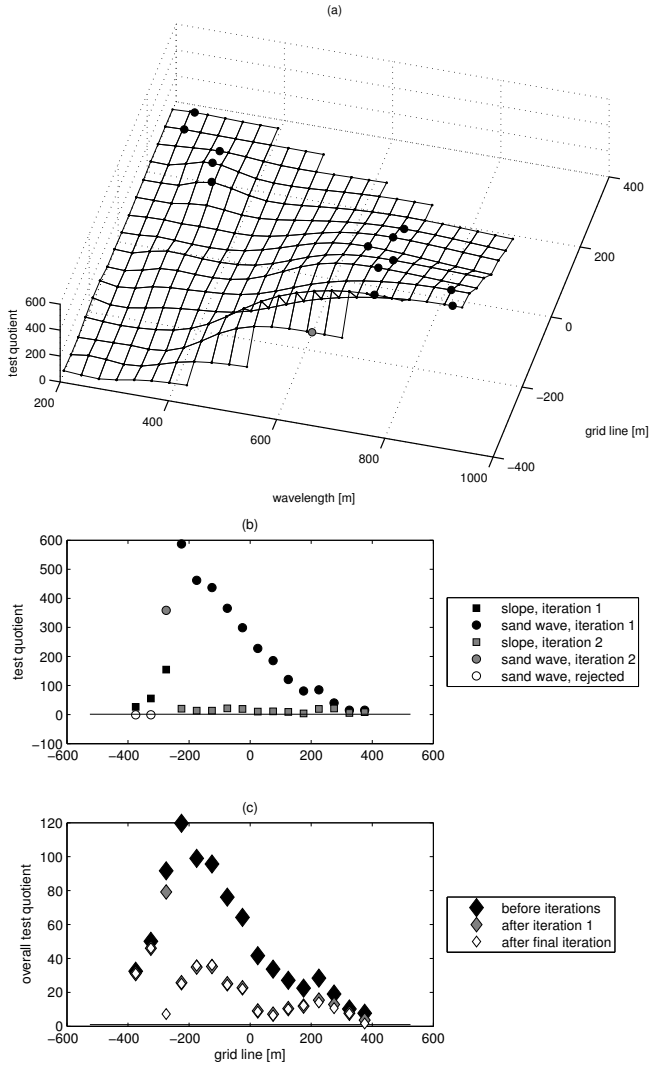 (a)
600
400
200
0
test quotient
200
400
600
800
1000
wavelength [m]
400
200
0
−200
−400
grid line [m]
(b)
600
500
400
300
200
100
0
−100
test quotient
−600
−400
−200
0
200
400
600
slope, iteration 1
sand wave, iteration 1
slope, iteration 2
sand wave, iteration 2
sand wave, rejected
(c)
120
100
80
60
40
20
0
overall test quotient
−600
−400
−200
0
200
400
600
grid line [m]
before iterations
after iteration 1
after final iteration